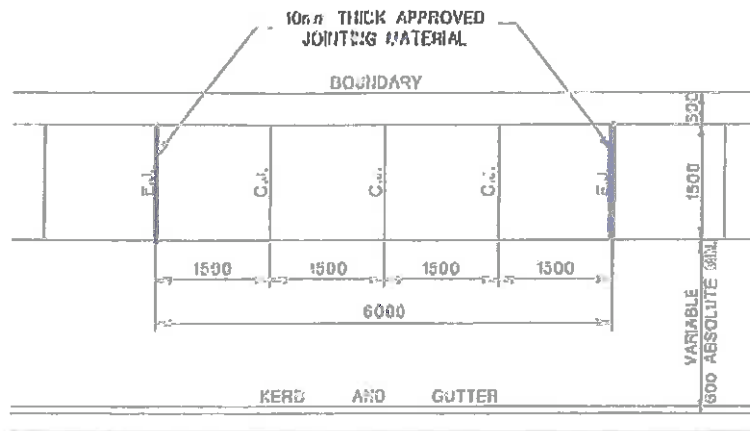 10mm THICK APPROVED
JOINTING MATERIAL
BOUNDARY
500
E.J.
C.J.
C.J.
C.J.
E.J.
1500
1500
1500
1500
1500
6000
VARIABLE
600 ABSOLUTE MIN.
KERB AND GUTTER